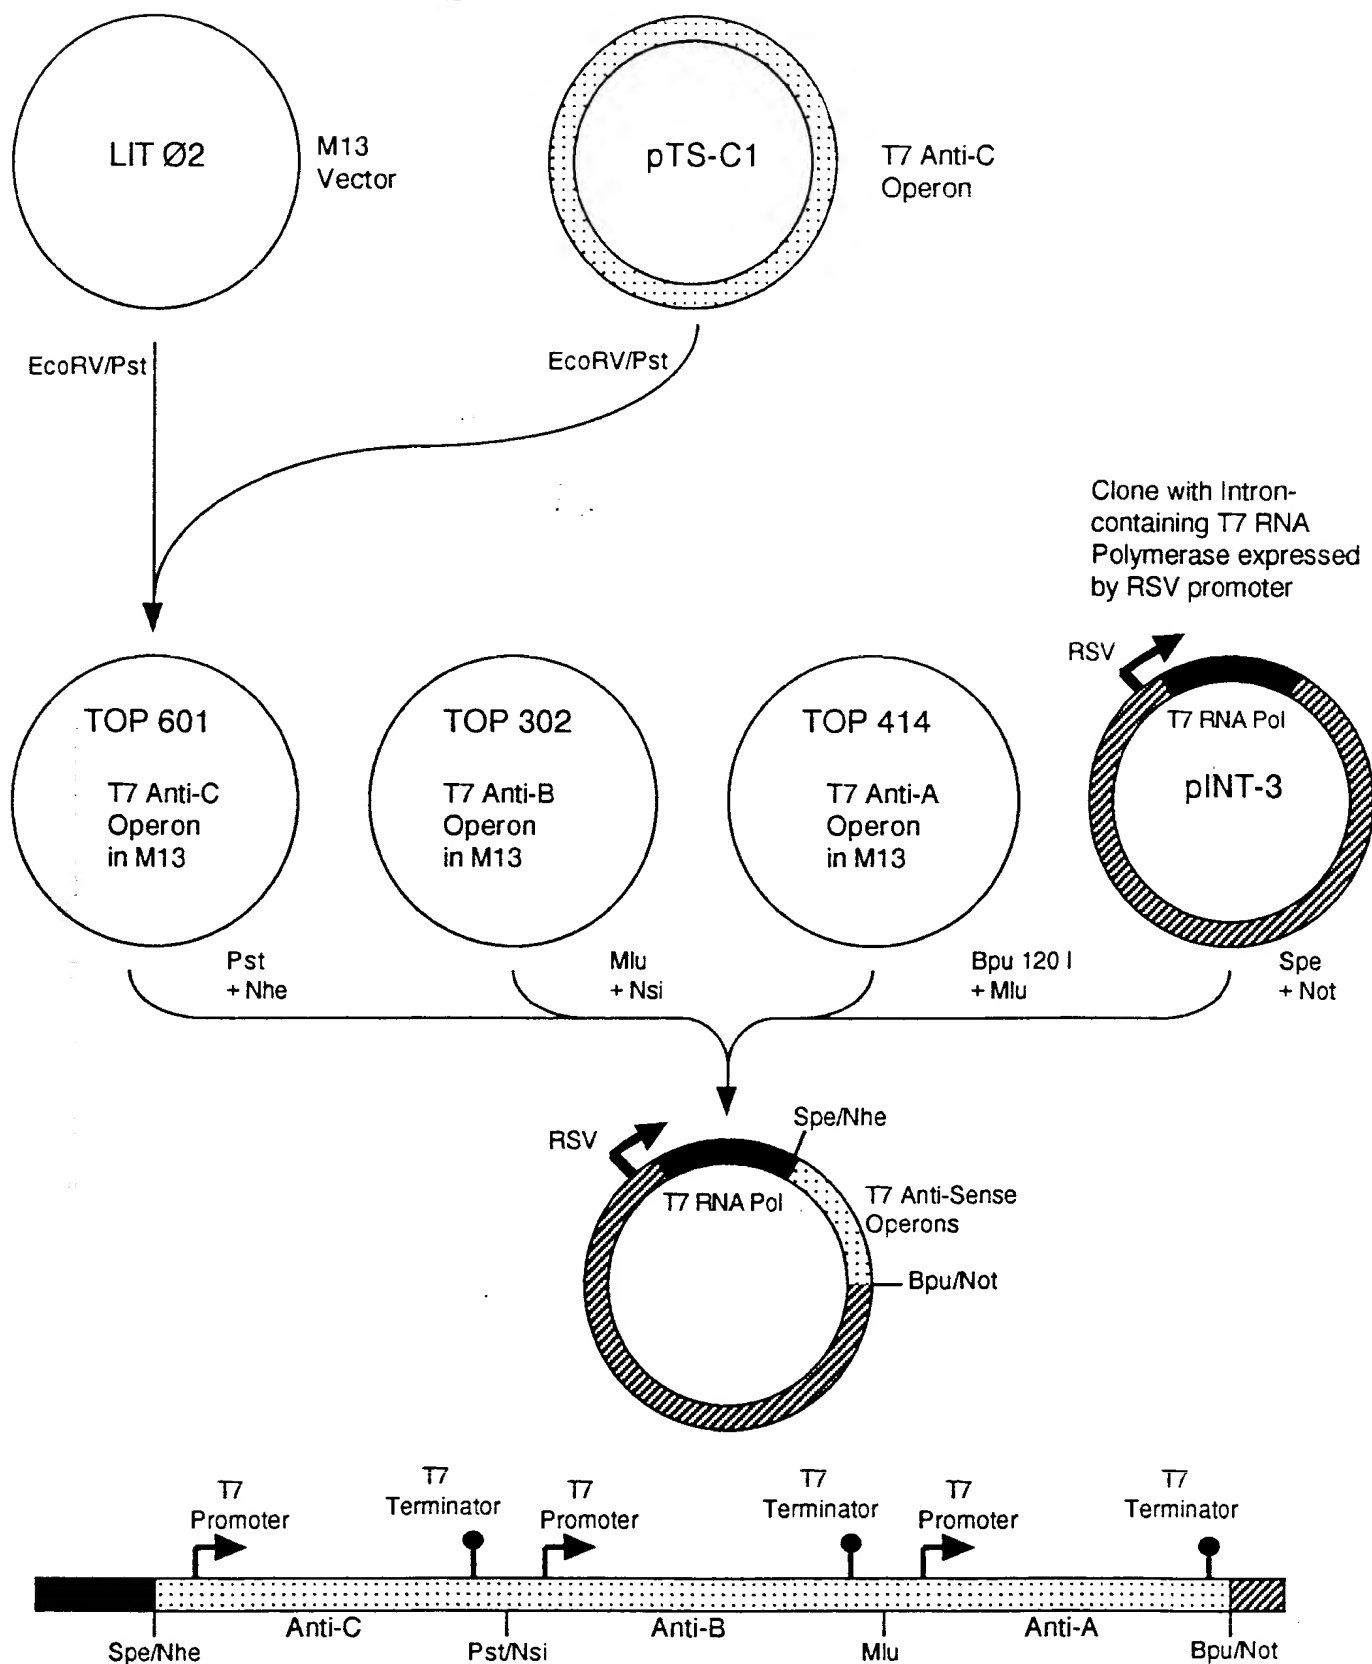 LIT Ø2
M13
Vector
pTS-C1
T7 Anti-C
Operon
EcoRV/Pst
EcoRV/Pst
Clone with Intron-
containing T7 RNA
Polymerase expressed
by RSV promoter
RSV
TOP 601
T7 Anti-C
Operon
in M13
TOP 302
T7 Anti-B
Operon
in M13
TOP 414
T7 Anti-A
Operon
in M13
T7 RNA Pol
pINT-3
Pst
+ Nhe
Mlu
+ Nsi
Bpu 120 I
+ Mlu
Spe
+ Not
RSV
Spe/Nhe
T7 RNA Pol
T7 Anti-Sense
Operons
Bpu/Not
T7
Promoter
T7
Terminator
T7
Promoter
T7
Terminator
T7
Promoter
T7
Terminator
Anti-C
Anti-B
Anti-A
Spe/Nhe
Pst/Nsi
Mlu
Bpu/Not